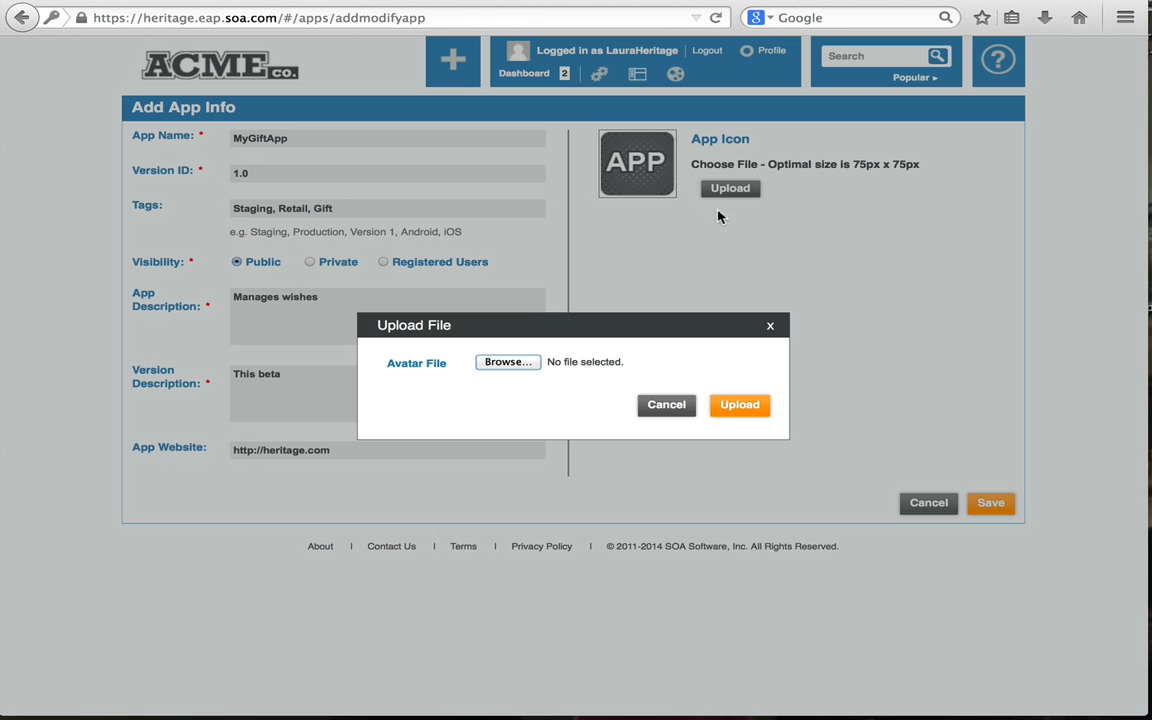 https://heritage.eap.soa.com/#/apps/addmodifyapp
Google
ACME co.
Logged in as LauraHeritage
Logout
Profile
Dashboard 2
Search
Popular ▸
Add App Info
App Name: *
MyGiftApp
Version ID: *
1.0
Tags:
Staging, Retail, Gift
e.g. Staging, Production, Version 1, Android, iOS
Visibility: *
Public
Private
Registered Users
App
Description: *
Manages wishes
Version
Description: *
This beta
App Website:
http://heritage.com
APP
App Icon
Choose File - Optimal size is 75px x 75px
Upload
Upload File
x
Avatar File
Browse...
No file selected.
Cancel
Upload
Cancel
Save
About | Contact Us | Terms | Privacy Policy | © 2011-2014 SOA Software, Inc. All Rights Reserved.